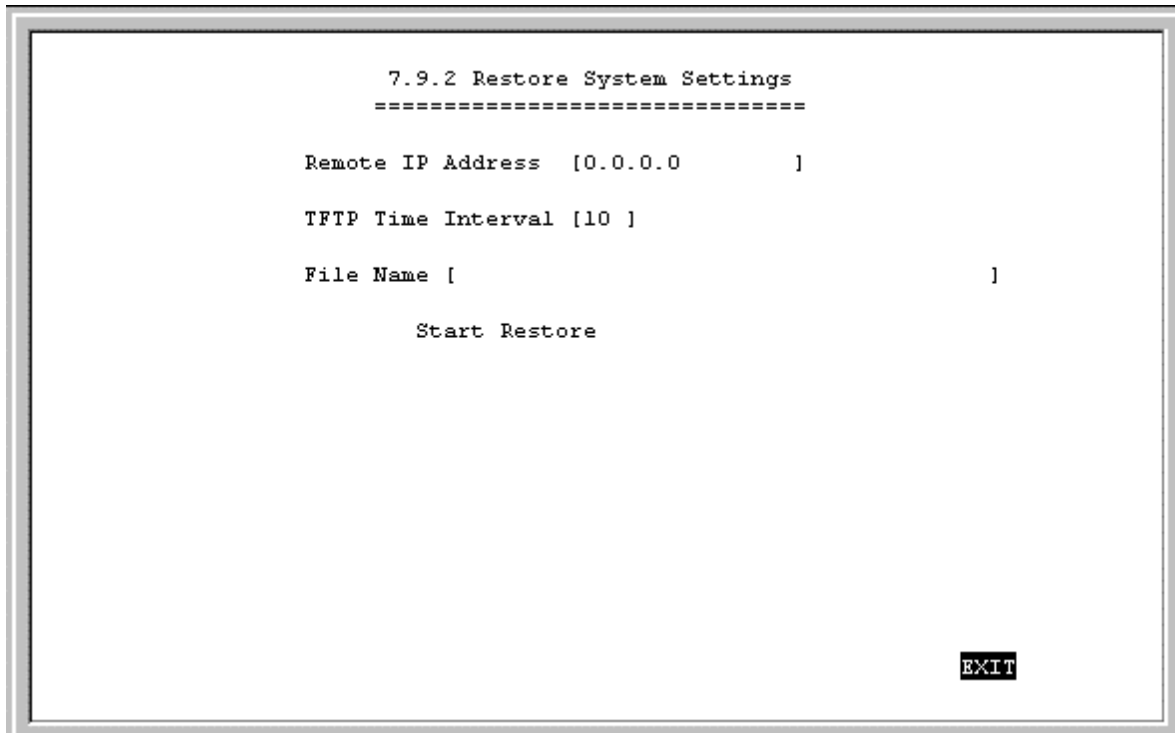 7.9.2 Restore System Settings
===============================
Remote IP Address [0.0.0.0 ]
TFTP Time Interval [10 ]
File Name [ ]
Start Restore
EXIT